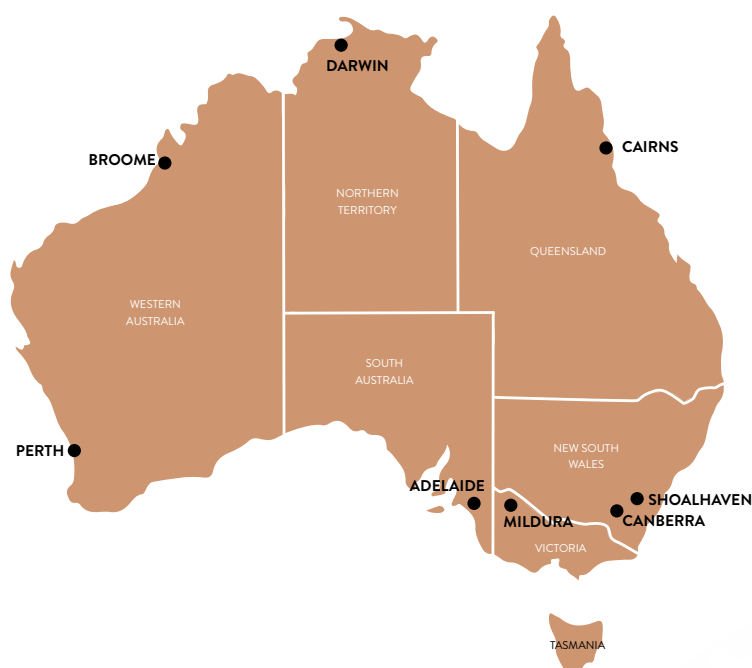 DARWIN
BROOME
CAIRNS
NORTHERN
TERRITORY
QUEENSLAND
WESTERN
AUSTRALIA
SOUTH
AUSTRALIA
NEW SOUTH
WALES
PERTH
ADELAIDE
SHOALHAVEN
MILDURA
CANBERRA
VICTORIA
TASMANIA